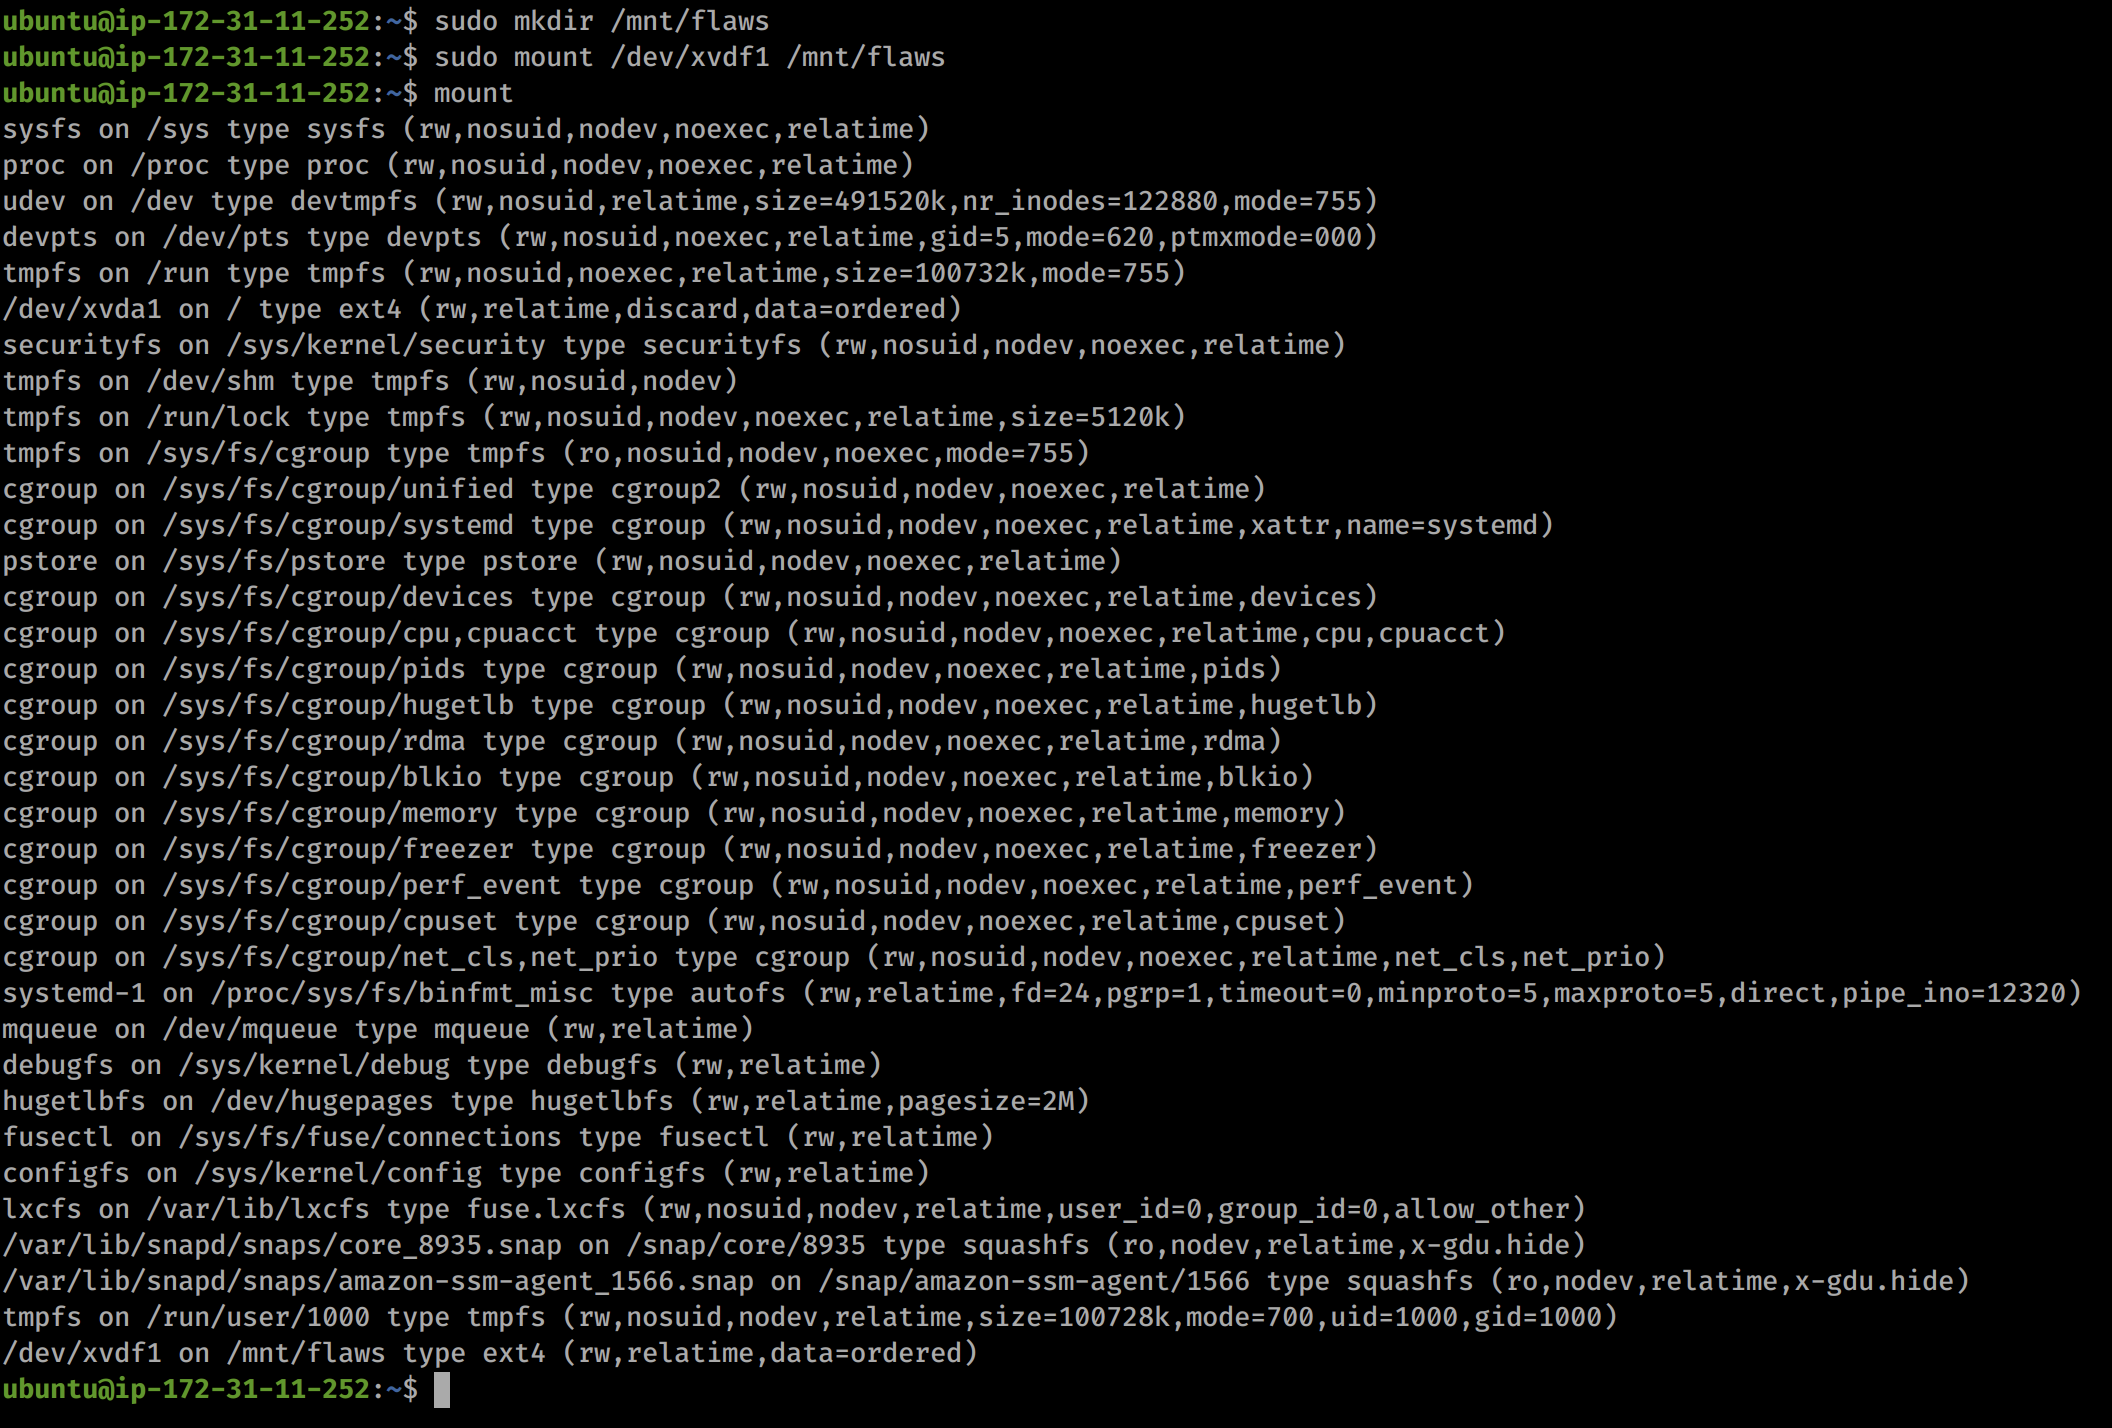 ubuntu@ip-172-31-11-252:~$ sudo mkdir /mnt/flaws
ubuntu@ip-172-31-11-252:~$ sudo mount /dev/xvdf1 /mnt/flaws
ubuntu@ip-172-31-11-252:~$ mount
sysfs on /sys type sysfs (rw,nosuid,nodev,noexec,relatime)
proc on /proc type proc (rw,nosuid,nodev,noexec,relatime)
udev on /dev type devtmpfs (rw,nosuid,relatime,size=491520k,nr_inodes=122880,mode=755)
devpts on /dev/pts type devpts (rw,nosuid,noexec,relatime,gid=5,mode=620,ptmxmode=000)
tmpfs on /run type tmpfs (rw,nosuid,noexec,relatime,size=100732k,mode=755)
/dev/xvda1 on / type ext4 (rw,relatime,discard,data=ordered)
securityfs on /sys/kernel/security type securityfs (rw,nosuid,nodev,noexec,relatime)
tmpfs on /dev/shm type tmpfs (rw,nosuid,nodev)
tmpfs on /run/lock type tmpfs (rw,nosuid,nodev,noexec,relatime,size=5120k)
tmpfs on /sys/fs/cgroup type tmpfs (ro,nosuid,nodev,noexec,mode=755)
cgroup on /sys/fs/cgroup/unified type cgroup2 (rw,nosuid,nodev,noexec,relatime)
cgroup on /sys/fs/cgroup/systemd type cgroup (rw,nosuid,nodev,noexec,relatime,xattr,name=systemd)
pstore on /sys/fs/pstore type pstore (rw,nosuid,nodev,noexec,relatime)
cgroup on /sys/fs/cgroup/devices type cgroup (rw,nosuid,nodev,noexec,relatime,devices)
cgroup on /sys/fs/cgroup/cpu,cpuacct type cgroup (rw,nosuid,nodev,noexec,relatime,cpu,cpuacct)
cgroup on /sys/fs/cgroup/pids type cgroup (rw,nosuid,nodev,noexec,relatime,pids)
cgroup on /sys/fs/cgroup/hugetlb type cgroup (rw,nosuid,nodev,noexec,relatime,hugetlb)
cgroup on /sys/fs/cgroup/rdma type cgroup (rw,nosuid,nodev,noexec,relatime,rdma)
cgroup on /sys/fs/cgroup/blkio type cgroup (rw,nosuid,nodev,noexec,relatime,blkio)
cgroup on /sys/fs/cgroup/memory type cgroup (rw,nosuid,nodev,noexec,relatime,memory)
cgroup on /sys/fs/cgroup/freezer type cgroup (rw,nosuid,nodev,noexec,relatime,freezer)
cgroup on /sys/fs/cgroup/perf_event type cgroup (rw,nosuid,nodev,noexec,relatime,perf_event)
cgroup on /sys/fs/cgroup/cpuset type cgroup (rw,nosuid,nodev,noexec,relatime,cpuset)
cgroup on /sys/fs/cgroup/net_cls,net_prio type cgroup (rw,nosuid,nodev,noexec,relatime,net_cls,net_prio)
systemd-1 on /proc/sys/fs/binfmt_misc type autofs (rw,relatime,fd=24,pgrp=1,timeout=0,minproto=5,maxproto=5,direct,pipe_ino=12320)
mqueue on /dev/mqueue type mqueue (rw,relatime)
debugfs on /sys/kernel/debug type debugfs (rw,relatime)
hugetlbfs on /dev/hugepages type hugetlbfs (rw,relatime,pagesize=2M)
fusectl on /sys/fs/fuse/connections type fusectl (rw,relatime)
configfs on /sys/kernel/config type configfs (rw,relatime)
lxcfs on /var/lib/lxcfs type fuse.lxcfs (rw,nosuid,nodev,relatime,user_id=0,group_id=0,allow_other)
/var/lib/snapd/snaps/core_8935.snap on /snap/core/8935 type squashfs (ro,nodev,relatime,x-gdu.hide)
/var/lib/snapd/snaps/amazon-ssm-agent_1566.snap on /snap/amazon-ssm-agent/1566 type squashfs (ro,nodev,relatime,x-gdu.hide)
tmpfs on /run/user/1000 type tmpfs (rw,nosuid,nodev,relatime,size=100728k,mode=700,uid=1000,gid=1000)
/dev/xvdf1 on /mnt/flaws type ext4 (rw,relatime,data=ordered)
ubuntu@ip-172-31-11-252:~$